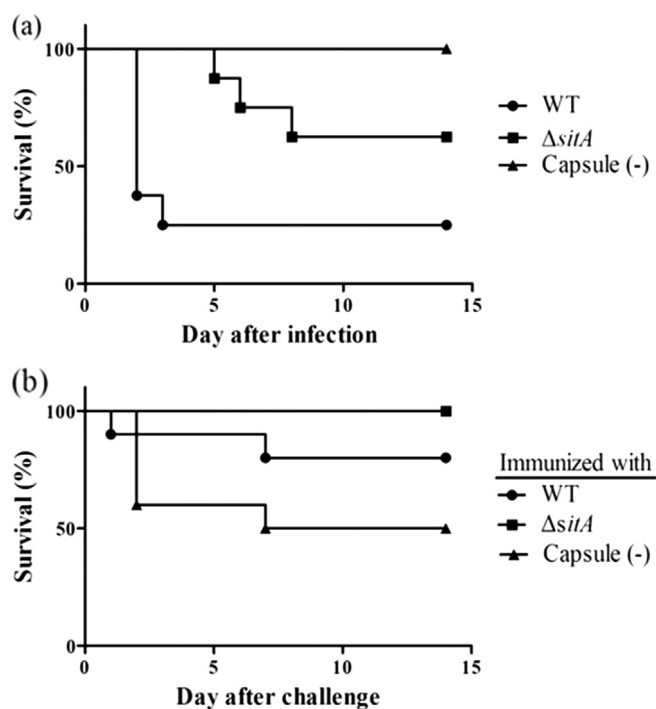 (a)
100
50
0
Survival (%)
0 5 10 15
Day after infection
WT
ΔsitA
Capsule (-)
(b)
100
50
0
Survival (%)
0 5 10 15
Day after challenge
Immunized with
WT
ΔsitA
Capsule (-)